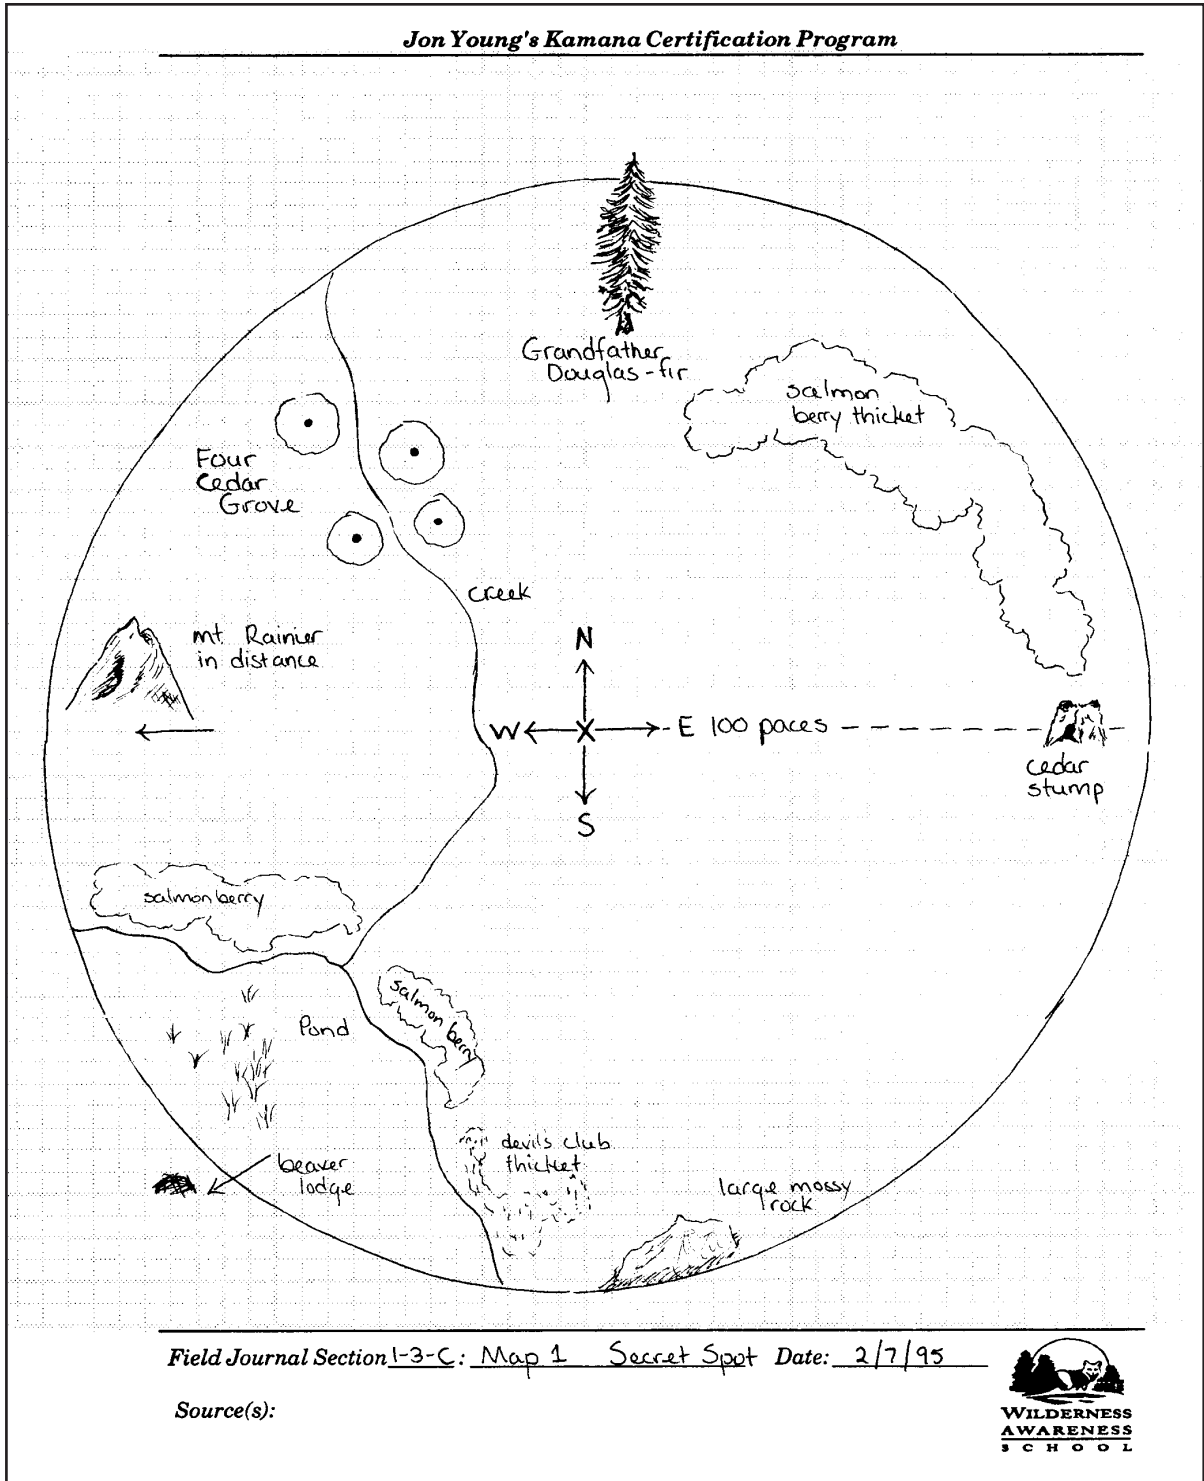 Jon Young's Kamana Certification Program
Grandfather
Douglas-fir
salmon
berry thicket
Four
Cedar
Grove
creek
mt. Rainier
in distance
N
W X E 100 paces
S
cedar
stump
salmonberry
salmon berry
Pond
devils club
thicket
beaver
lodge
large mossy
rock
Field Journal Section 1-3-C: Map 1 Secret Spot Date: 2/7/95
Source(s):
WILDERNESS
AWARENESS
SCHOOL